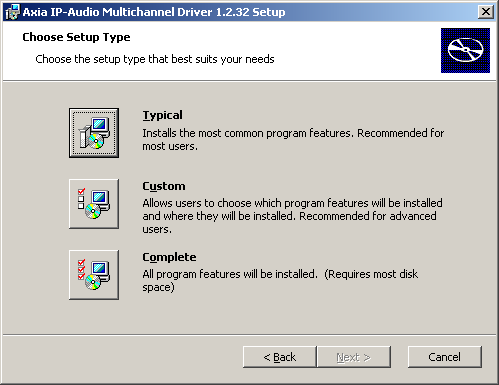 Axia IP-Audio Multichannel Driver 1.2.32 Setup
Choose Setup Type
Choose the setup type that best suits your needs
Typical
Installs the most common program features. Recommended for
most users.
Custom
Allows users to choose which program features will be installed
and where they will be installed. Recommended for advanced
users.
Complete
All program features will be installed. (Requires most disk
space)
< Back
Next >
Cancel